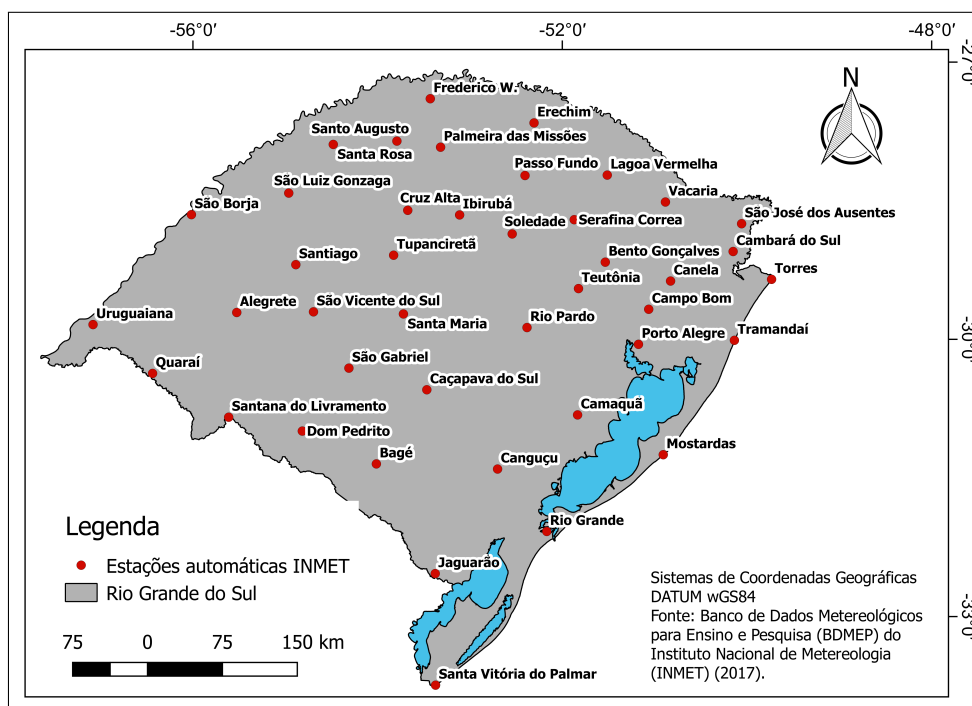 -56°0′
-52°0′
-48°0′
-27°0′
N
Frederico W.
Erechim
Santo Augusto
Palmeira das Missões
Santa Rosa
Passo Fundo
Lagoa Vermelha
São Luiz Gonzaga
Vacaria
Cruz Alta
Ibirubá
São Borja
São José dos Ausentes
Soledade
Serafina Correa
Tupanciretã
Cambará do Sul
Santiago
Bento Gonçalves
Canela
Torres
Teutônia
Alegrete
São Vicente do Sul
Campo Bom
Uruguaiana
Santa Maria
Rio Pardo
Porto Alegre
Tramandaí
-30°0′
São Gabriel
Quaraí
Caçapava do Sul
Santana do Livramento
Camaquã
Dom Pedrito
Mostardas
Bagé
Canguçu
Rio Grande
Jaguarão
-33°0′
Santa Vitória do Palmar
Legenda
Estações automáticas INMET
Rio Grande do Sul
75 0 75 150 km
Sistemas de Coordenadas Geográficas
DATUM wGS84
Fonte: Banco de Dados Metereológicos
para Ensino e Pesquisa (BDMEP) do
Instituto Nacional de Metereologia
(INMET) (2017).